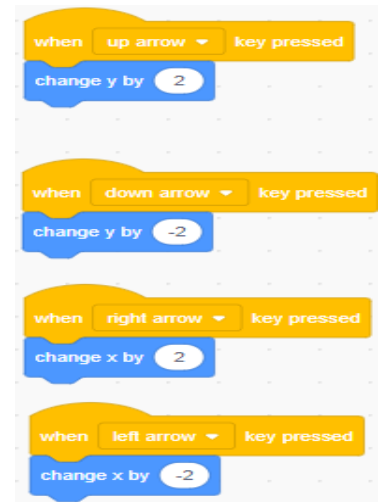 when up arrow key pressed
change y by 2
when down arrow key pressed
change y by -2
when right arrow key pressed
change x by 2
when left arrow key pressed
change x by -2